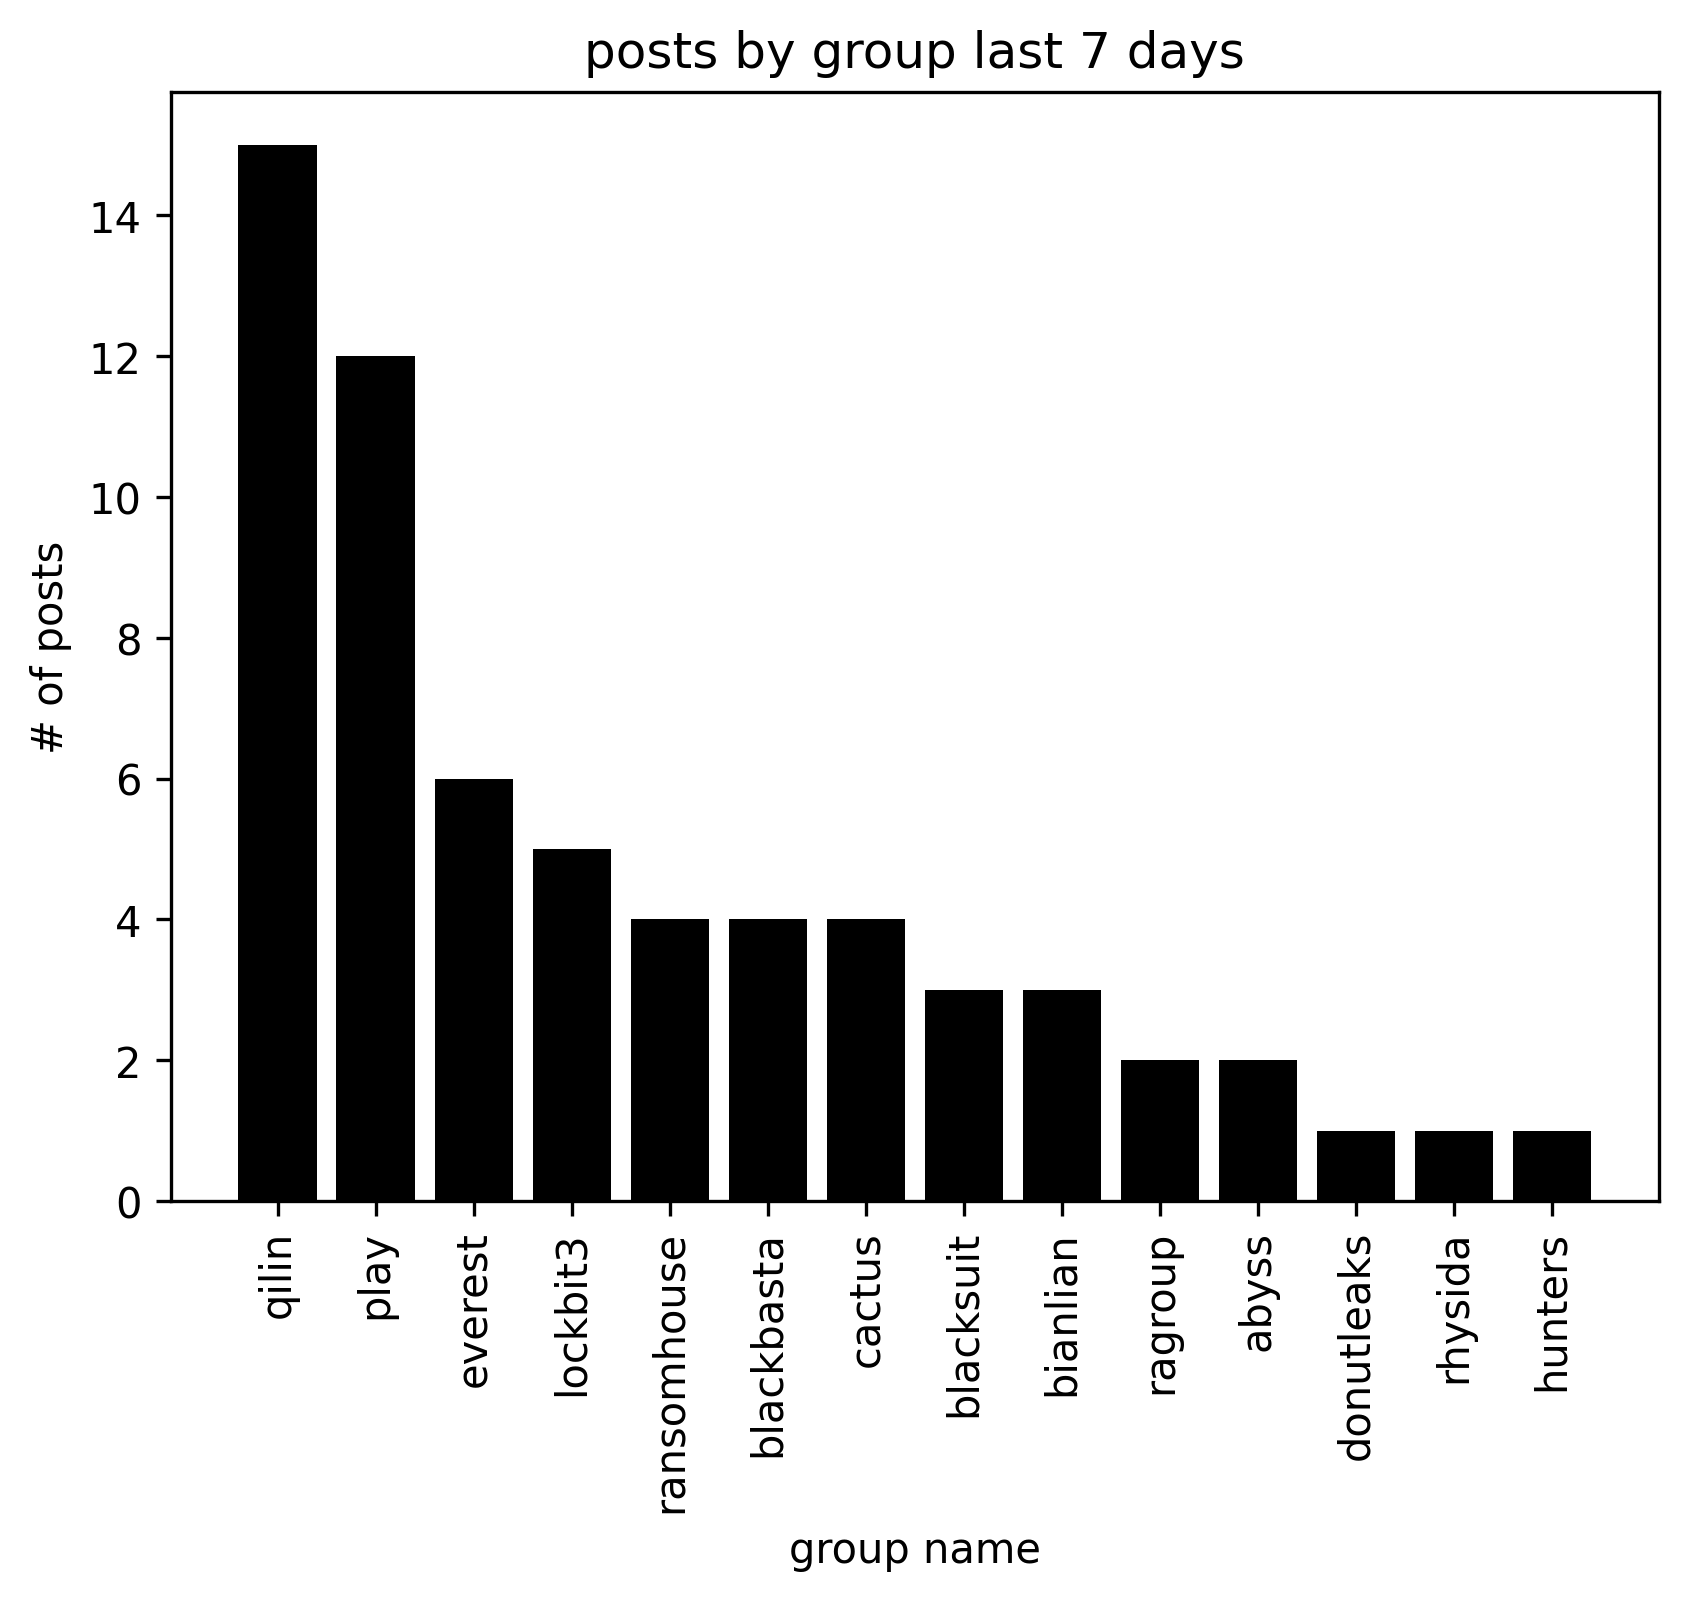 posts by group last 7 days
# of posts
14
12
10
8
6
4
2
0
qilin
play
everest
lockbit3
ransomhouse
blackbasta
cactus
blacksuit
bianlian
ragroup
abyss
donutleaks
rhysida
hunters
group name